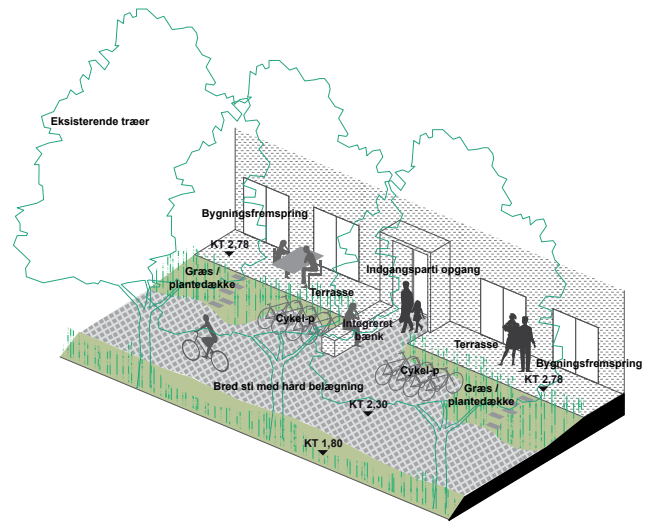 Eksisterende træer
Bygningsfremspring
KT 2,78
Græs /
plantedække
Indgangsparti opgang
Terrasse
Cykel-p
Integreret
bænk
Terrasse
Bygningsfremspring
Cykel-p
KT 2,78
Bred sti med hård belægning
Græs /
plantedække
KT 2,30
KT 1,80